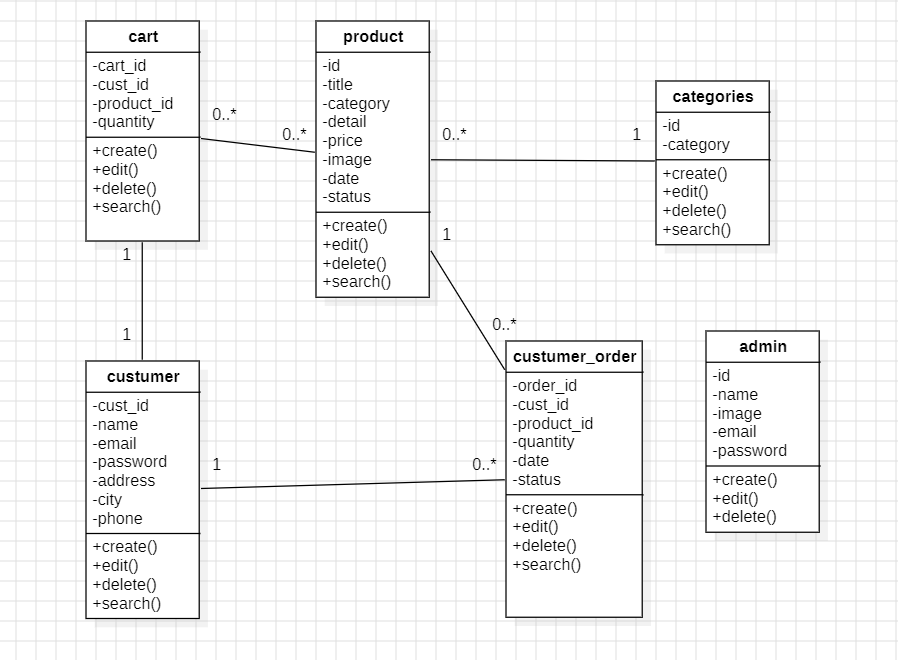 cart
-cart_id
-cust_id
-product_id
-quantity
+create()
+edit()
+delete()
+search()
0..*
0..*
product
-id
-title
-category
-detail
-price
-image
-date
-status
+create()
+edit()
+delete()
+search()
0..*
1
categories
-id
-category
+create()
+edit()
+delete()
+search()
1
0..*
1
1
custumer
-cust_id
-name
-email
-password
-address
-city
-phone
+create()
+edit()
+delete()
+search()
1
0..*
custumer_order
-order_id
-cust_id
-product_id
-quantity
-date
-status
+create()
+edit()
+delete()
+search()
admin
-id
-name
-image
-email
-password
+create()
+edit()
+delete()